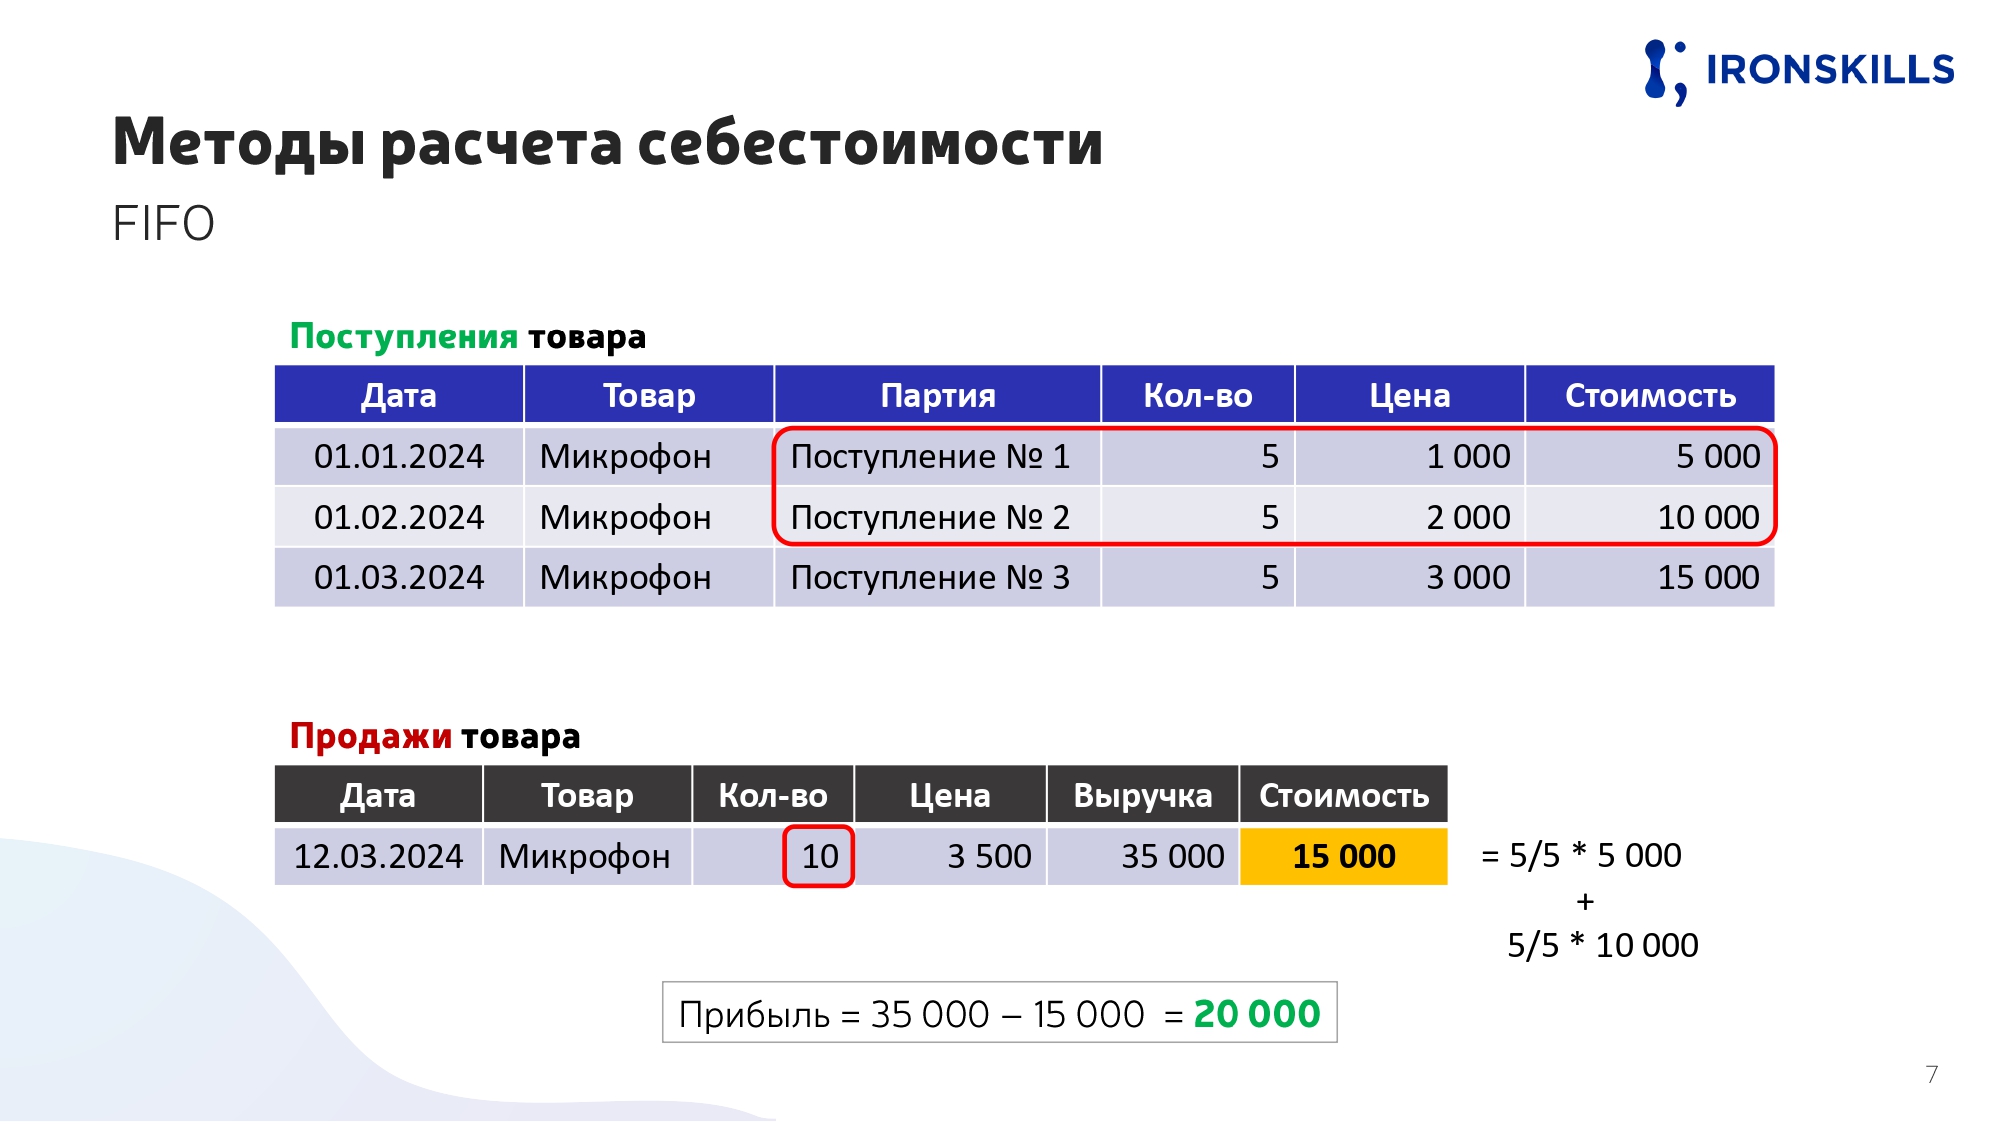 IRONSKILLS
Методы расчета себестоимости
FIFO
Поступления товара
Дата Товар Партия Кол-во Цена Стоимость
01.01.2024 Микрофон Поступление № 1 5 1 000 5 000
01.02.2024 Микрофон Поступление № 2 5 2 000 10 000
01.03.2024 Микрофон Поступление № 3 5 3 000 15 000
Продажи товара
Дата Товар Кол-во Цена Выручка Стоимость
12.03.2024 Микрофон 10 3 500 35 000 15 000 = 5/5 * 5 000
+
5/5 * 10 000
Прибыль = 35 000 – 15 000 = 20 000
7